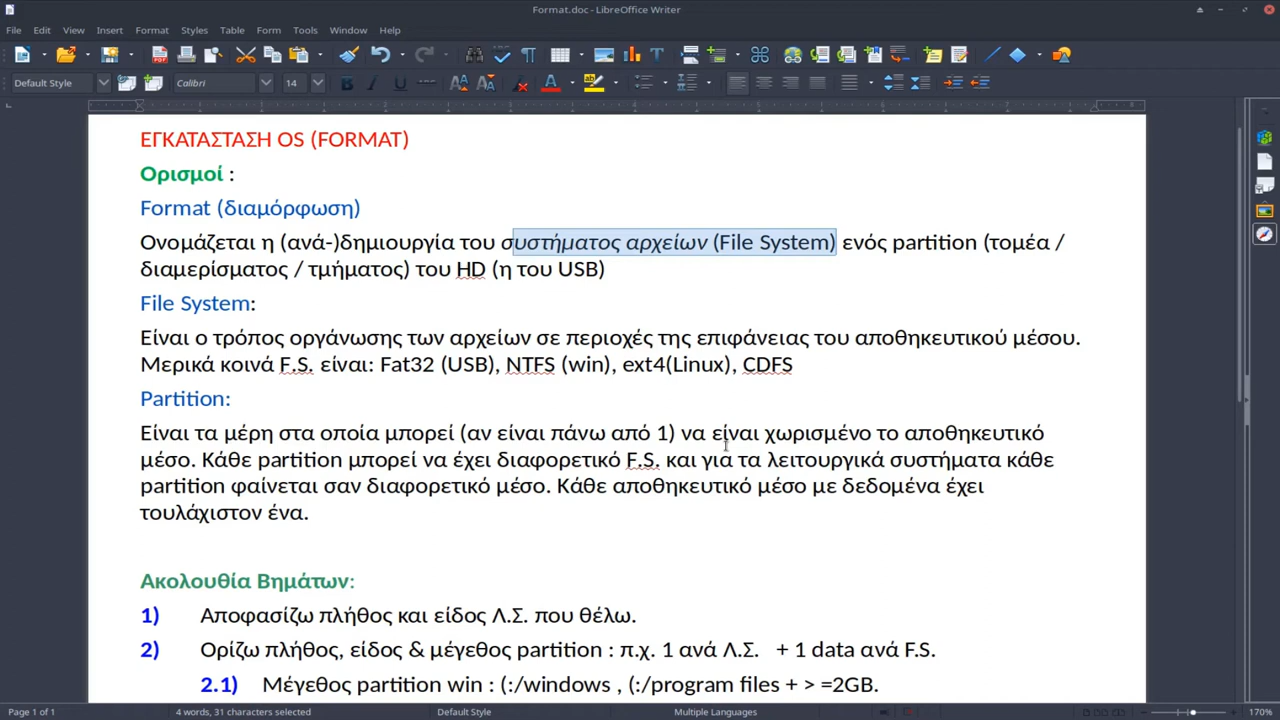 Format.doc - LibreOffice Writer
File Edit View Insert Format Styles Table Form Tools Window Help
Default Style Calibri 14
ΕΓΚΑΤΑΣΤΑΣΗ OS (FORMAT)
Ορισμοί :
Format (διαμόρφωση)
Ονομάζεται η (ανά-)δημιουργία του συστήματος αρχείων (File System) ενός partition (τομέα /
διαμερίσματος / τμήματος) του HD (η του USB)
File System:
Είναι ο τρόπος οργάνωσης των αρχείων σε περιοχές της επιφάνειας του αποθηκευτικού μέσου.
Μερικά κοινά F.S. είναι: Fat32 (USB), NTFS (win), ext4(Linux), CDFS
Partition:
Είναι τα μέρη στα οποία μπορεί (αν είναι πάνω από 1) να είναι χωρισμένο το αποθηκευτικό
μέσο. Κάθε partition μπορεί να έχει διαφορετικό F.S. και για τα λειτουργικά συστήματα κάθε
partition φαίνεται σαν διαφορετικό μέσο. Κάθε αποθηκευτικό μέσο με δεδομένα έχει
τουλάχιστον ένα.
Ακολουθία Βημάτων:
1) Αποφασίζω πλήθος και είδος Λ.Σ. που θέλω.
2) Ορίζω πλήθος, είδος & μέγεθος partition : π.χ. 1 ανά Λ.Σ. + 1 data ανά F.S.
2.1) Μέγεθος partition win : (:/windows , (:/program files + > =2GB.
Page 1 of 1 4 words, 31 characters selected Default Style Multiple Languages 170%